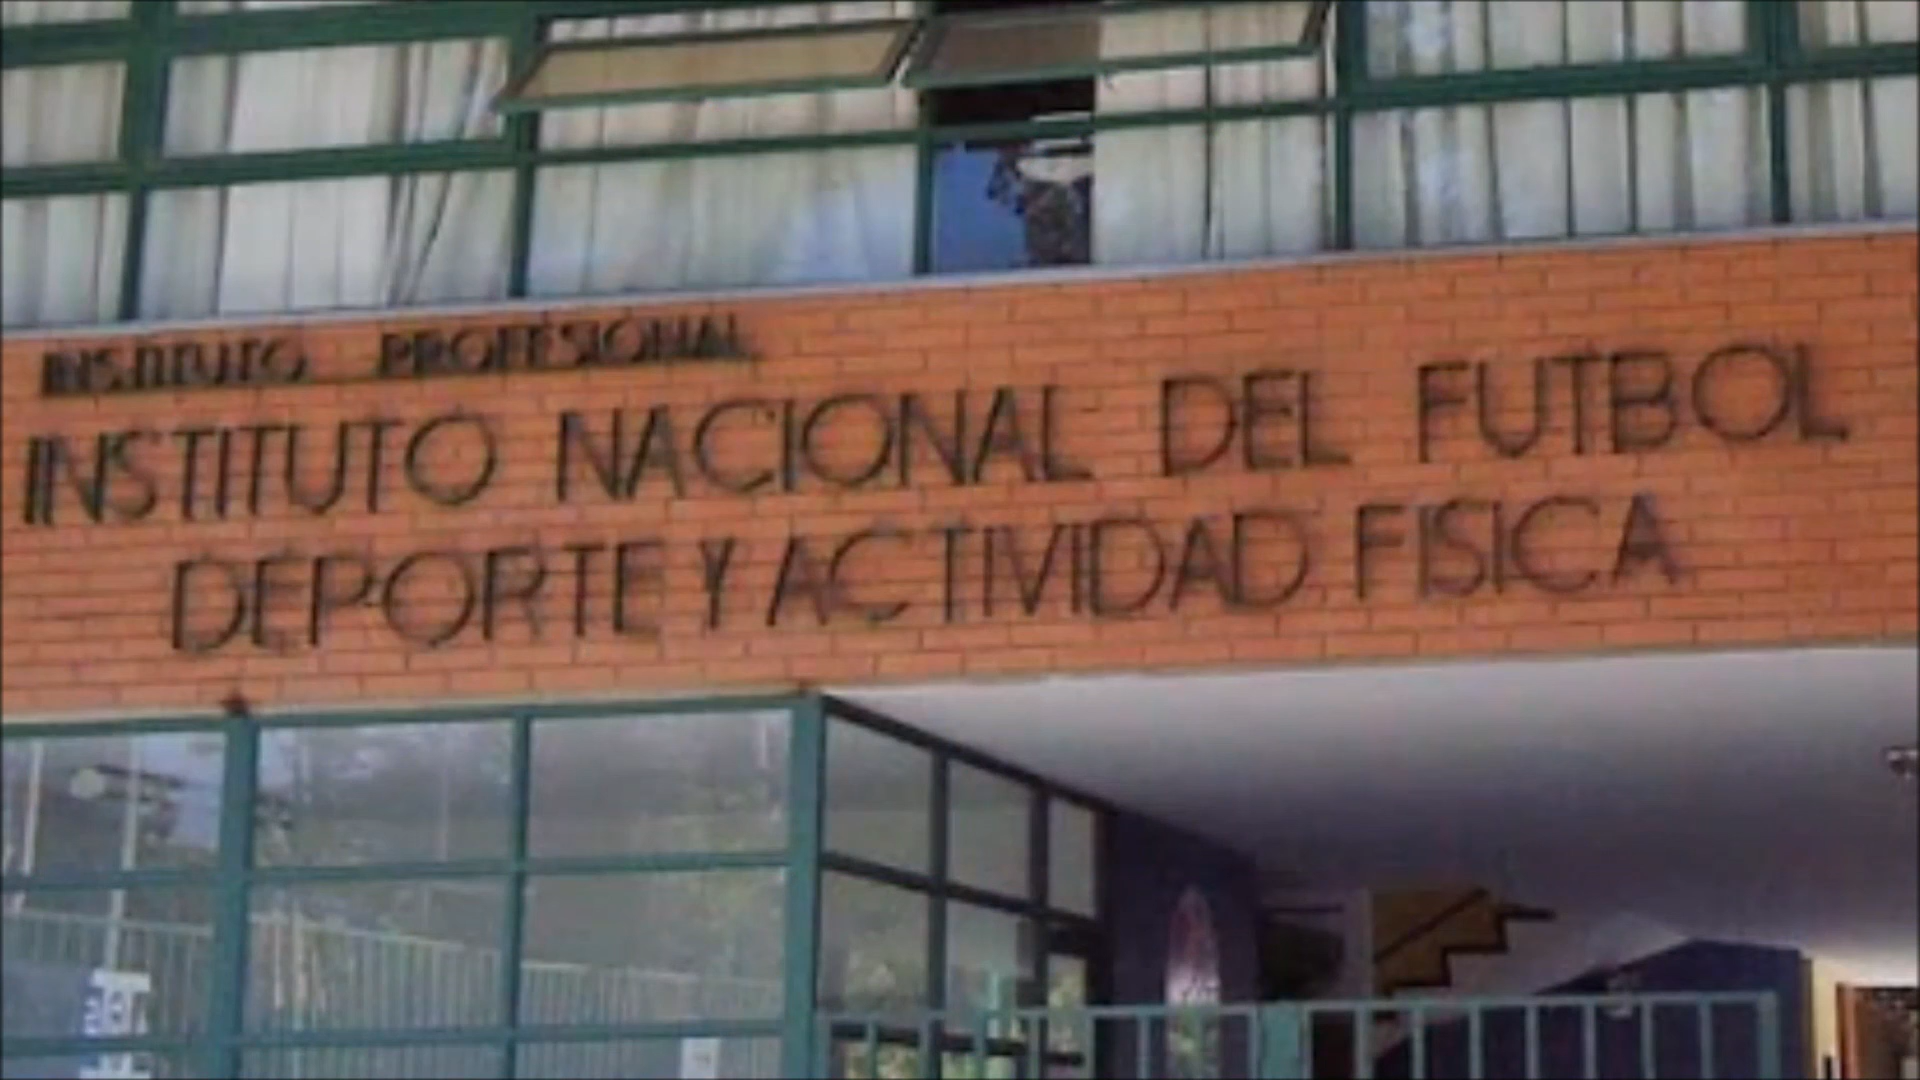 INSTITUTO PROFESIONAL
INSTITUTO NACIONAL DEL FUTBOL
DEPORTE Y ACTIVIDAD FISICA